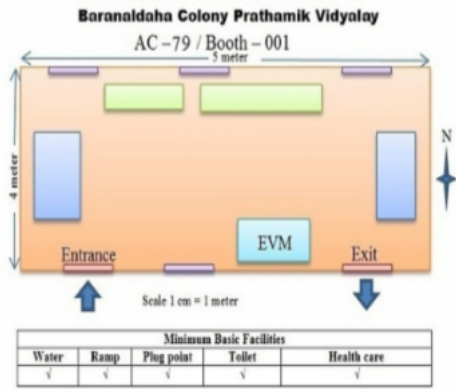 Baranaldaha Colony Prathamik Vidyalay
AC – 79 / Booth – 001
5 meter
4 meter
N
EVM
Entrance
Exit
Scale 1 cm = 1 meter
Minimum Basic Facilities
Water Ramp Plug point Toilet Health care
√ √ √ √ √